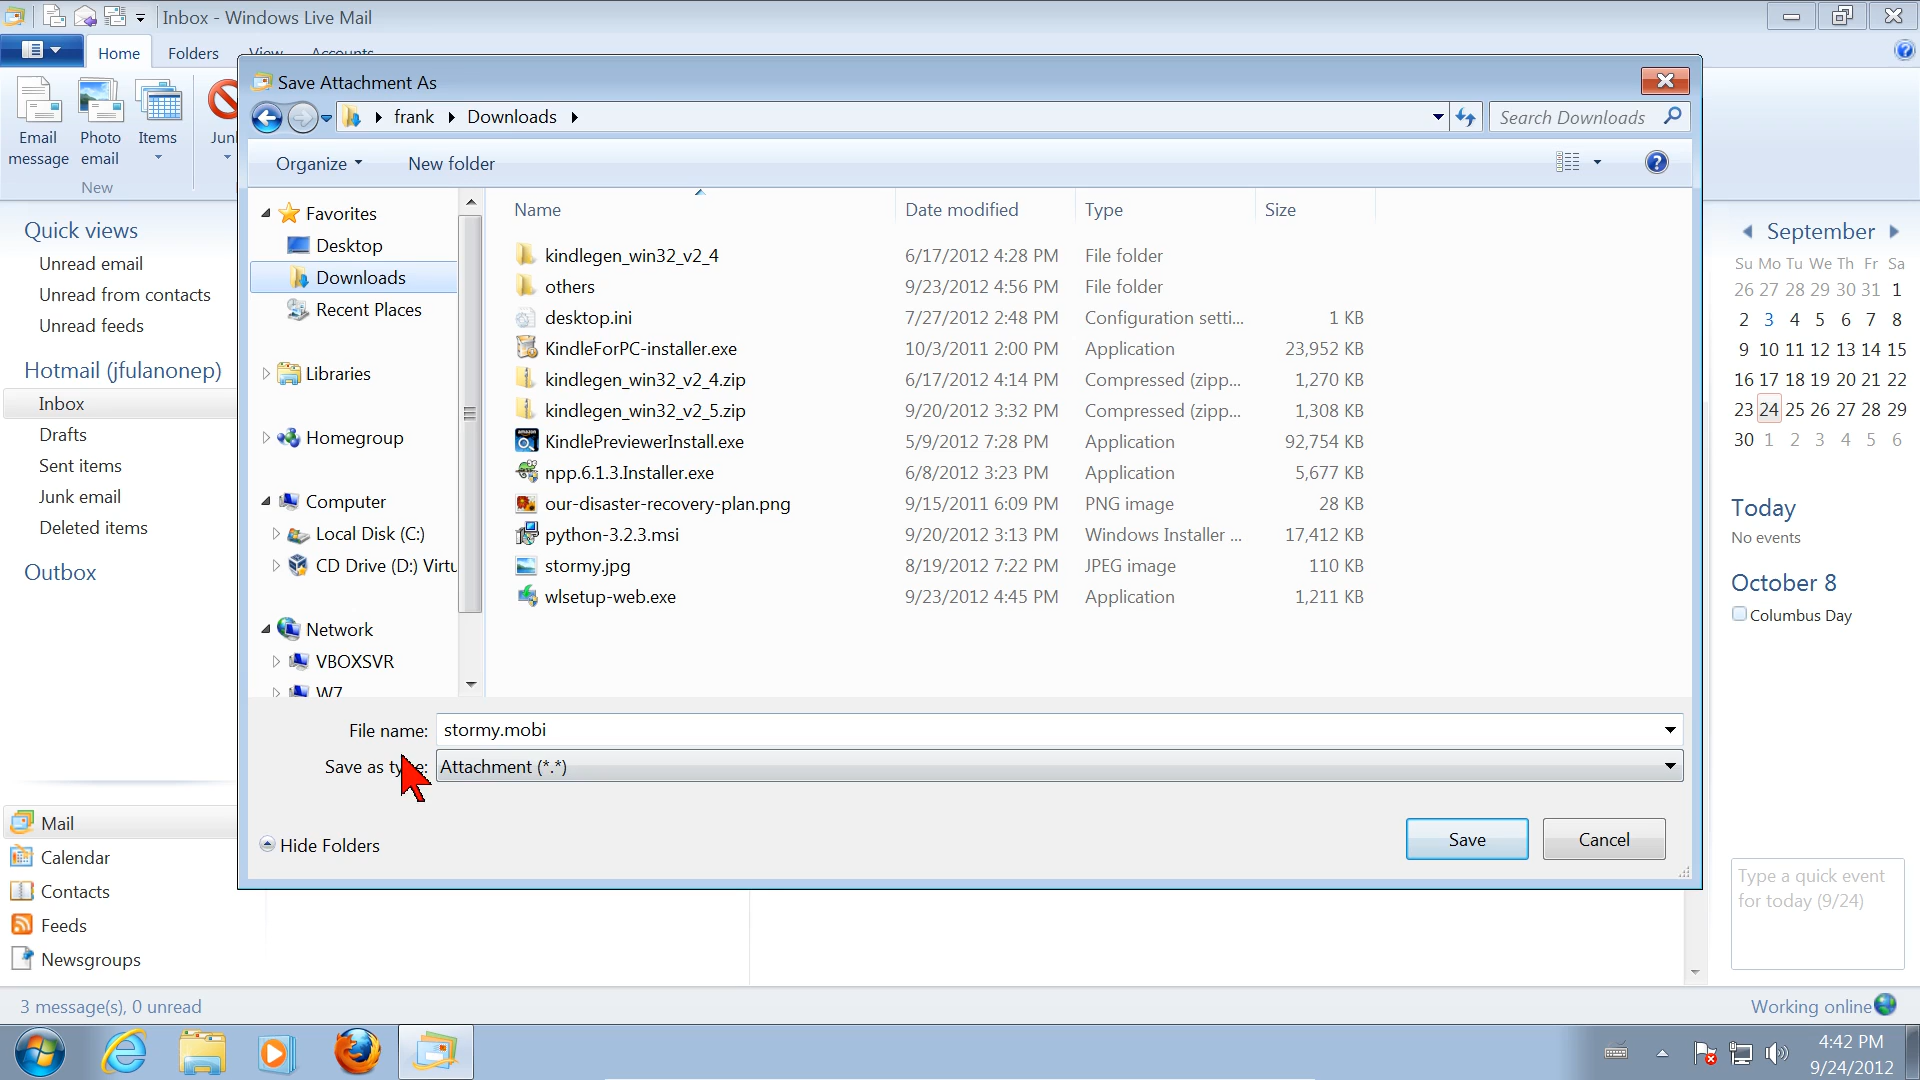 Inbox - Windows Live Mail
Home
Folders
View
Accounts
Email message
Photo email
Items
Junk
New
Save Attachment As
frank
Downloads
Search Downloads
Organize
New folder
Favorites
Desktop
Downloads
Recent Places
Libraries
Homegroup
Computer
Local Disk (C:)
CD Drive (D:) Virtu
Network
VBOXSVR
W7
Name Date modified Type Size
kindlegen_win32_v2_4 6/17/2012 4:28 PM File folder
others 9/23/2012 4:56 PM File folder
desktop.ini 7/27/2012 2:48 PM Configuration setti... 1 KB
KindleForPC-installer.exe 10/3/2011 2:00 PM Application 23,952 KB
kindlegen_win32_v2_4.zip 6/17/2012 4:14 PM Compressed (zipp... 1,270 KB
kindlegen_win32_v2_5.zip 9/20/2012 3:32 PM Compressed (zipp... 1,308 KB
KindlePreviewerInstall.exe 5/9/2012 7:28 PM Application 92,754 KB
npp.6.1.3.Installer.exe 6/8/2012 3:23 PM Application 5,677 KB
our-disaster-recovery-plan.png 9/15/2011 6:09 PM PNG image 28 KB
python-3.2.3.msi 9/20/2012 3:13 PM Windows Installer ... 17,412 KB
stormy.jpg 8/19/2012 7:22 PM JPEG image 110 KB
wlsetup-web.exe 9/23/2012 4:45 PM Application 1,211 KB
File name: stormy.mobi
Save as type: Attachment (*.*)
Hide Folders
Save
Cancel
Quick views
Unread email
Unread from contacts
Unread feeds
Hotmail (jfulanonep)
Inbox
Drafts
Sent items
Junk email
Deleted items
Outbox
Mail
Calendar
Contacts
Feeds
Newsgroups
September
Su Mo Tu We Th Fr Sa
26 27 28 29 30 31 1
2 3 4 5 6 7 8
9 10 11 12 13 14 15
16 17 18 19 20 21 22
23 24 25 26 27 28 29
30 1 2 3 4 5 6
Today
No events
October 8
Columbus Day
Type a quick event
for today (9/24)
3 message(s), 0 unread
Working online
4:42 PM
9/24/2012